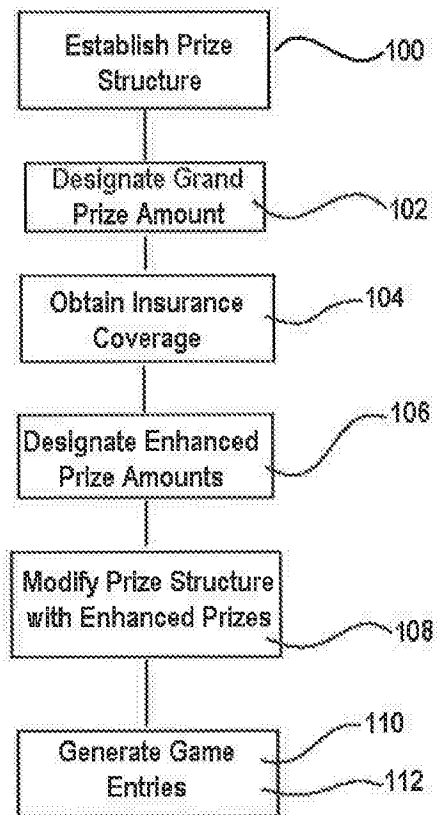 Establish Prize
Structure
100
Designate Grand
Prize Amount
102
Obtain Insurance
Coverage
104
Designate Enhanced
Prize Amounts
106
Modify Prize Structure
with Enhanced Prizes
108
Generate Game
Entries
110
112